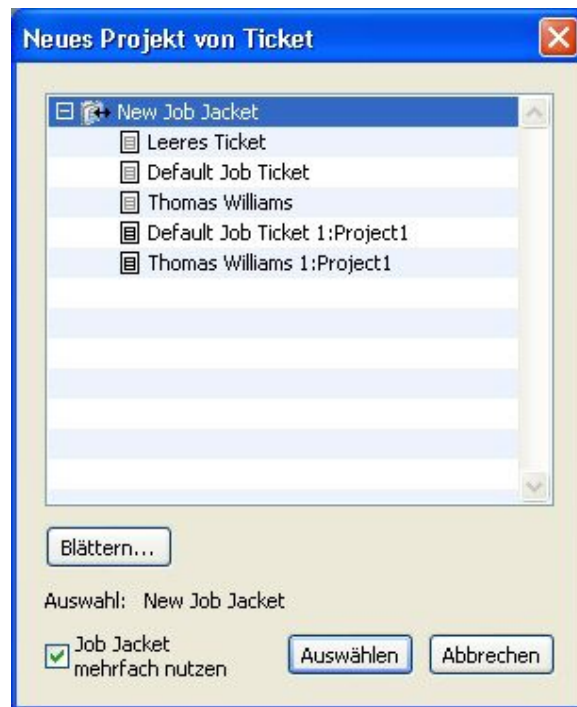 Neues Projekt von Ticket
New Job Jacket
Leeres Ticket
Default Job Ticket
Thomas Williams
Default Job Ticket 1:Project1
Thomas Williams 1:Project1
Blättern...
Auswahl: New Job Jacket
Job Jacket
mehrfach nutzen
Auswählen
Abbrechen